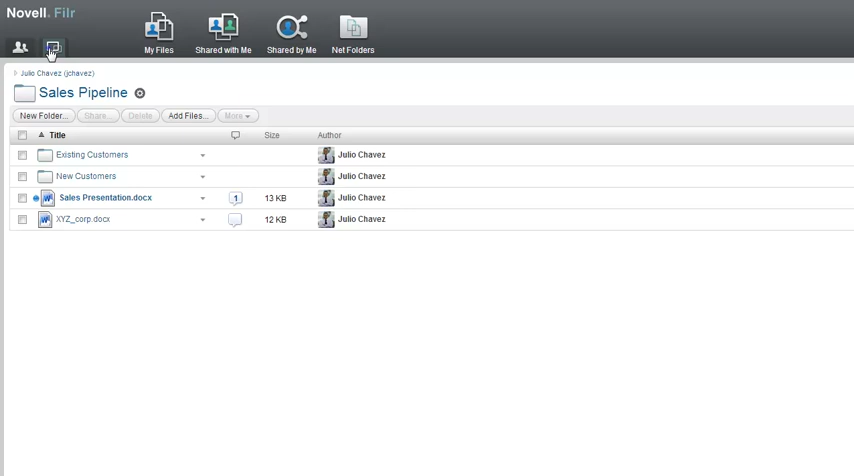 Novell. Filr
My Files Shared with Me Shared by Me Net Folders
Julio Chavez (jchavez)
Sales Pipeline
New Folder... Share... Delete Add Files... More
Title Size Author
Existing Customers Julio Chavez
New Customers Julio Chavez
Sales Presentation.docx 1 13 KB Julio Chavez
XYZ_corp.docx 12 KB Julio Chavez